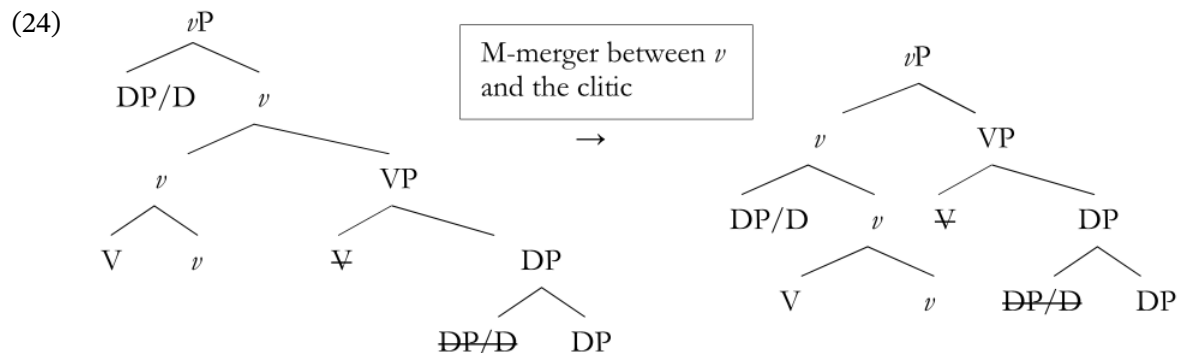 (24)
vP
DP/D v
v VP
V v V DP
DP/D DP
M-merger between v
and the clitic
→
vP
v VP
DP/D v V DP
V v DP/D DP